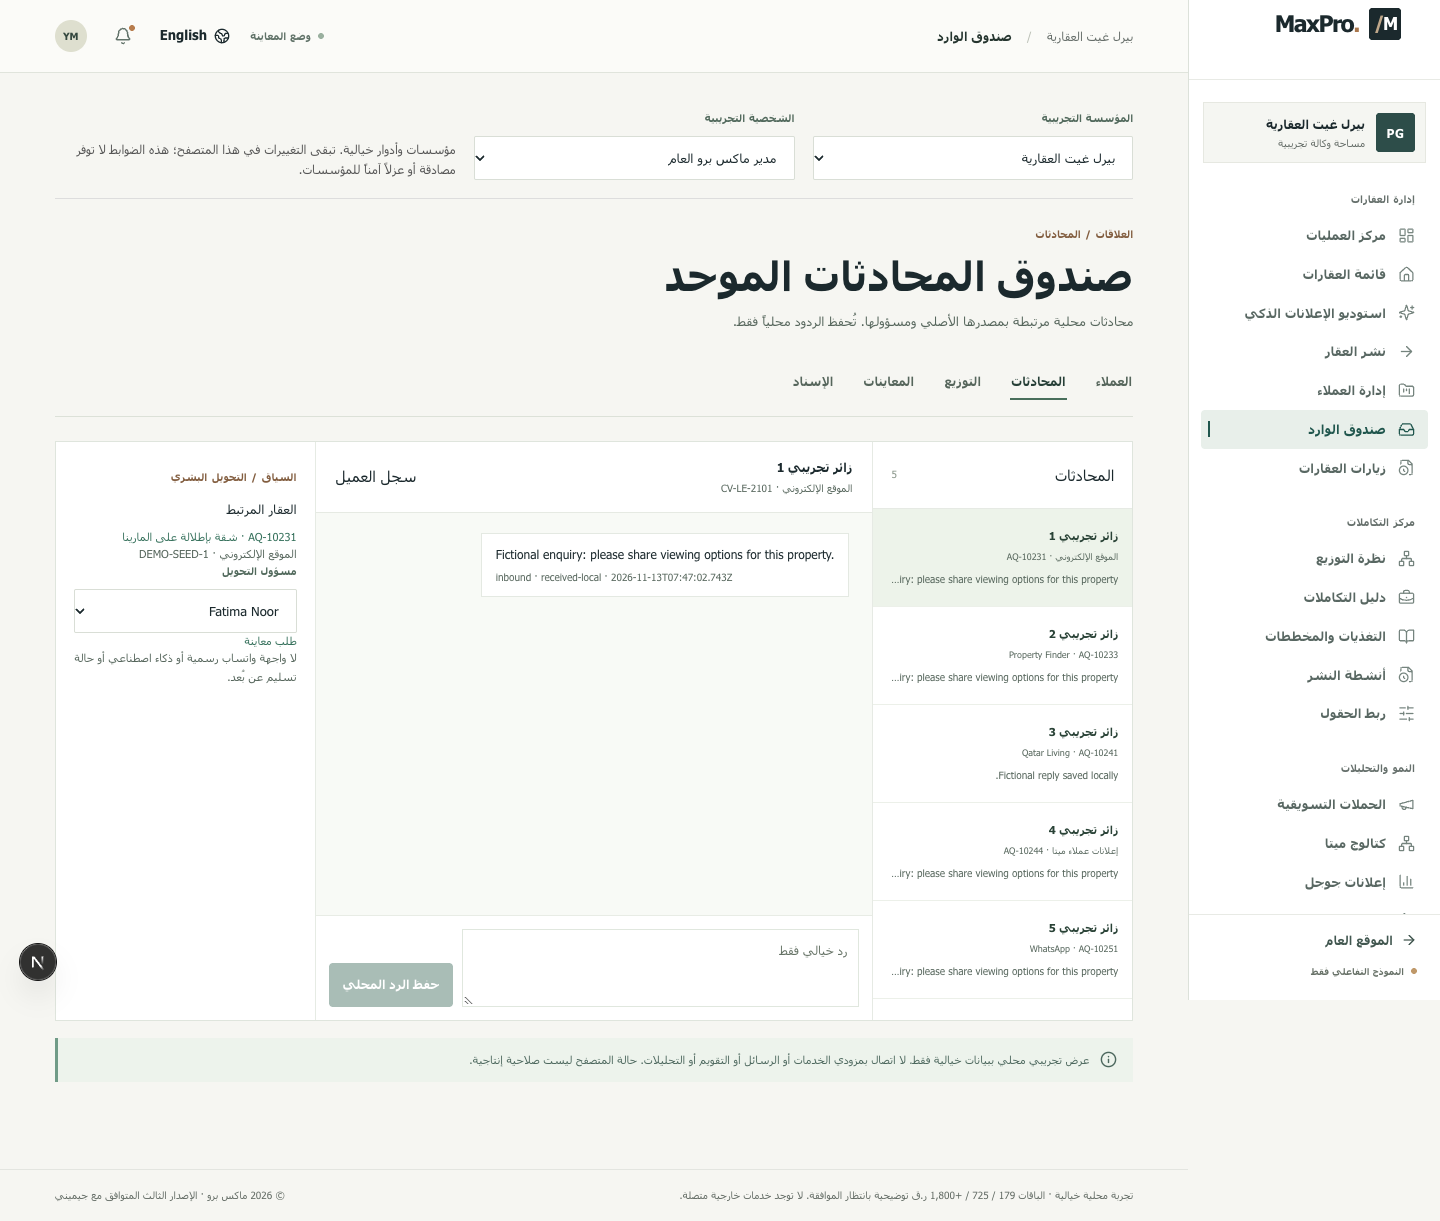 MaxPro. /M
PG
بيرل غيت العقارية
مساحة وكالة تجريبية
إدارة العقارات
مركز العمليات
قائمة العقارات
استوديو الإعلانات الذكي
نشر العقار
إدارة العملاء
صندوق الوارد
زيارات العقارات
مركز التكاملات
نظرة التوزيع
دليل التكاملات
التغذيات والمخططات
أنشطة النشر
ربط الحقول
النمو والتحليلات
الحملات التسويقية
كتالوج ميتا
إعلانات جوجل
الموقع العام
النموذج التفاعلي فقط
بيرل غيت العقارية / صندوق الوارد
وضع المعاينة
English
YM
المؤسسة التجريبية
بيرل غيت العقارية
الشخصية التجريبية
مدير ماكس برو العام
مؤسسات وأدوار خيالية. تبقى التغييرات في هذا المتصفح؛ هذه الضوابط لا توفر
مصادقة أو عزلاً آمناً للمؤسسات.
العلاقات / المحادثات
صندوق المحادثات الموحد
محادثات محلية مرتبطة بمصدرها الأصلي ومسؤولها. تُحفظ الردود محلياً فقط.
العملاء
المحادثات
التوزيع
المعاينات
الإسناد
المحادثات
5
زائر تجريبي 1
الموقع الإلكتروني · AQ-10231
...iry: please share viewing options for this property
زائر تجريبي 2
Property Finder · AQ-10233
...iry: please share viewing options for this property
زائر تجريبي 3
Qatar Living · AQ-10241
.Fictional reply saved locally
زائر تجريبي 4
إعلانات عملاء ميتا · AQ-10244
...iry: please share viewing options for this property
زائر تجريبي 5
WhatsApp · AQ-10251
...iry: please share viewing options for this property
زائر تجريبي 1
الموقع الإلكتروني · CV-LE-2101
سجل العميل
Fictional enquiry: please share viewing options for this property.
inbound · received-local · 2026-11-13T07:47:02.743Z
رد خيالي فقط
حفظ الرد المحلي
السياق / التحويل البشري
العقار المرتبط
AQ-10231 · شقة بإطلالة على المارينا
الموقع الإلكتروني · DEMO-SEED-1
مسؤول التحويل
Fatima Noor
طلب معاينة
لا واجهة واتساب رسمية أو ذكاء اصطناعي أو حالة
تسليم عن بُعد.
عرض تجريبي محلي ببيانات خيالية فقط. لا اتصال بمزودي الخدمات أو الرسائل أو التقويم أو التحليلات. حالة المتصفح ليست صلاحية إنتاجية.
تجربة محلية خيالية · الباقات 179 / 725 / +1,800 ر.ق توضيحية بانتظار الموافقة. لا توجد خدمات خارجية متصلة.
© 2026 ماكس برو · الإصدار الثالث المتوافق مع جيميني
N